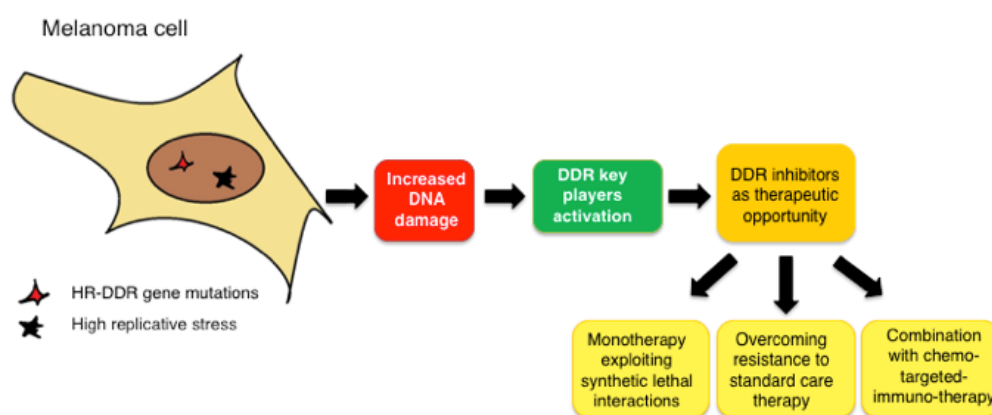 Melanoma cell
HR-DDR gene mutations
High replicative stress
Increased
DNA
damage
DDR key
players
activation
DDR inhibitors
as therapeutic
opportunity
Monotherapy
exploiting
synthetic lethal
interactions
Overcoming
resistance to
standard care
therapy
Combination
with chemo-
targeted-
immuno-therapy